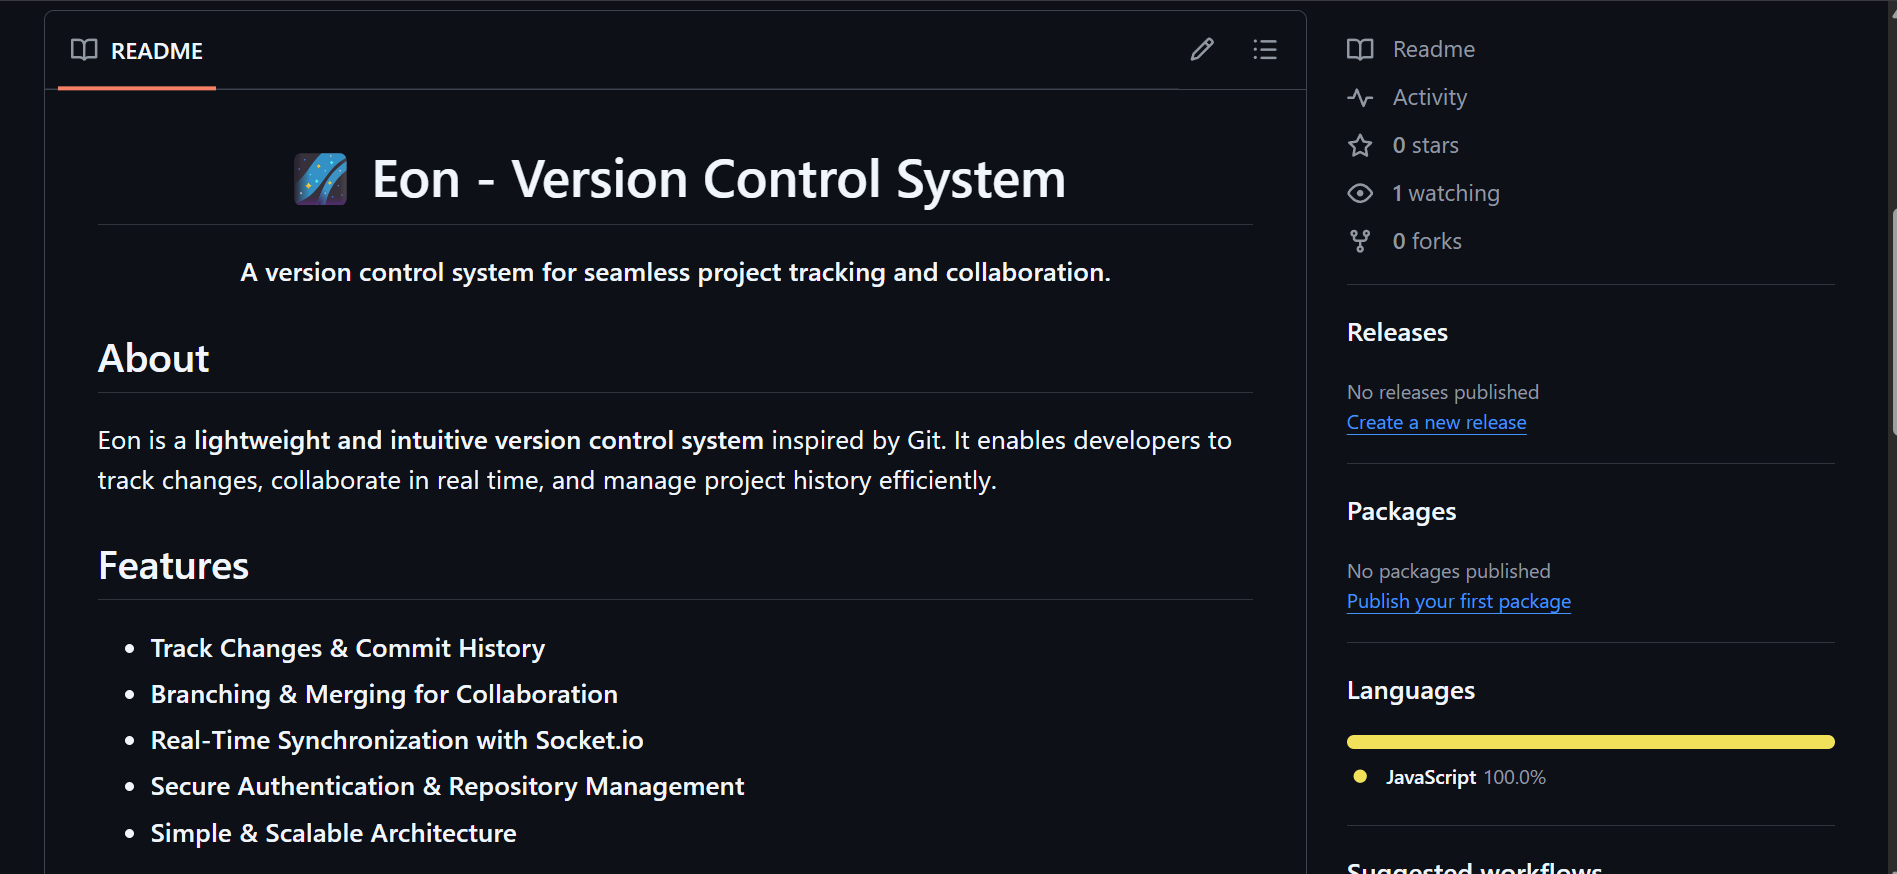 README
Eon - Version Control System
A version control system for seamless project tracking and collaboration.
About
Eon is a lightweight and intuitive version control system inspired by Git. It enables developers to
track changes, collaborate in real time, and manage project history efficiently.
Features
Track Changes & Commit History
Branching & Merging for Collaboration
Real-Time Synchronization with Socket.io
Secure Authentication & Repository Management
Simple & Scalable Architecture
Readme
Activity
0 stars
1 watching
0 forks
Releases
No releases published
Create a new release
Packages
No packages published
Publish your first package
Languages
JavaScript 100.0%
Suggested workflows